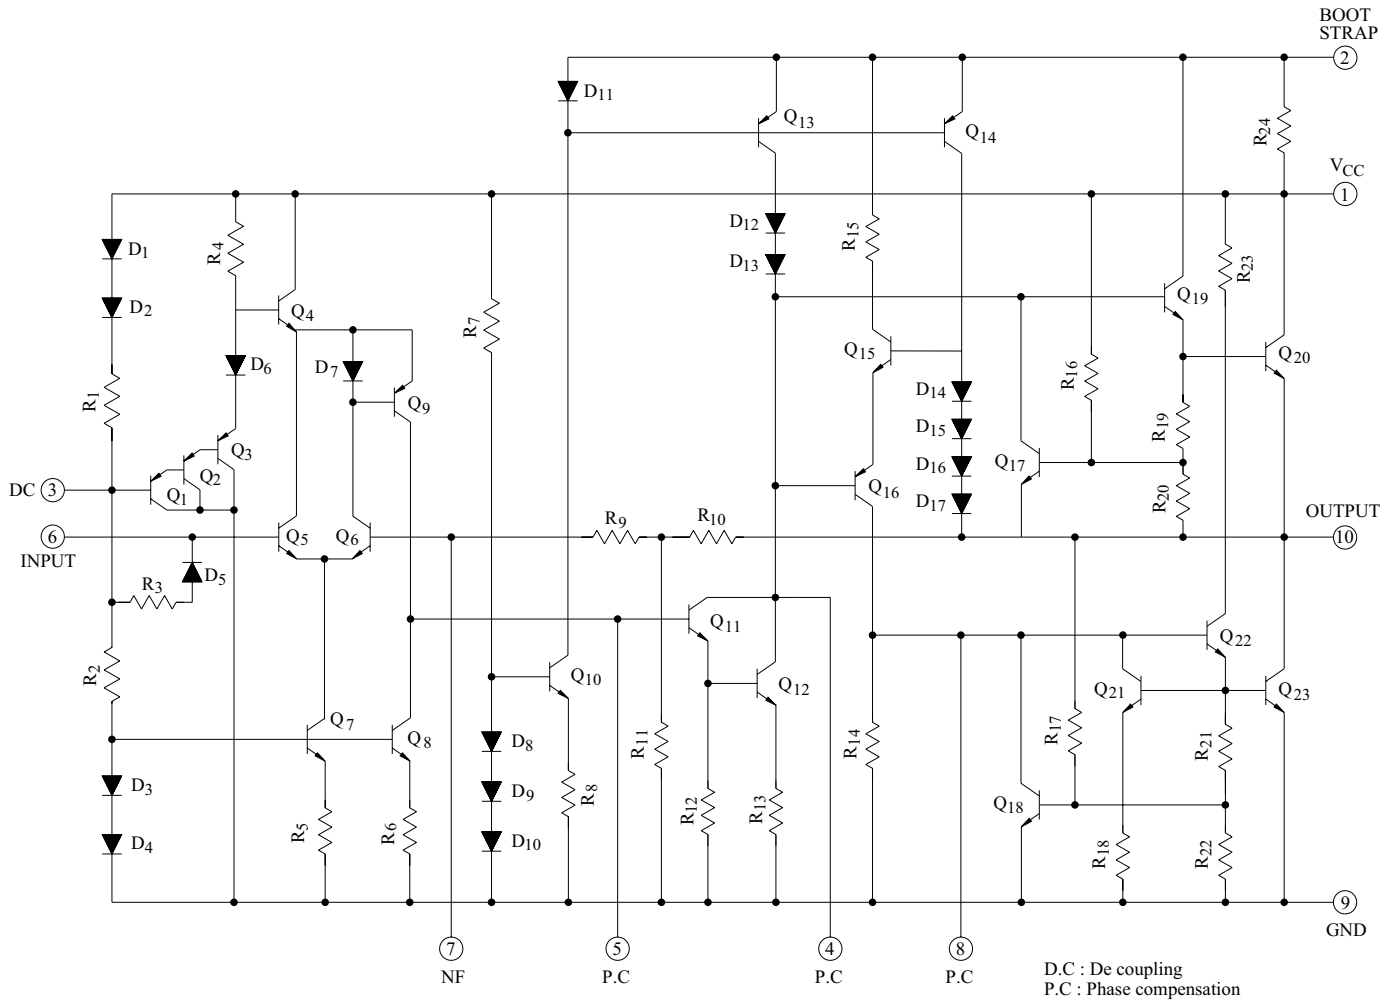 BOOT
STRAP
2
D11
Q13
Q14
R24
VCC
1
D1
R4
D12
R15
R23
D13
D2
Q4
R7
Q19
Q15
Q20
D6
D7
R16
R1
Q9
D14
R19
D15
Q3
Q2
Q17
D16
DC 3
Q1
Q16
R20
D17
R9
R10
OUTPUT
6
Q5
Q6
10
INPUT
D5
R3
Q11
Q22
R2
Q10
Q12
Q21
Q23
Q7
R17
Q8
D8
R11
R14
R21
D3
D9
R8
Q18
R5
R6
R12
R13
D4
D10
R18
R22
9
GND
7
5
4
8
NF
P.C
P.C
P.C
D.C : De coupling
P.C : Phase compensation